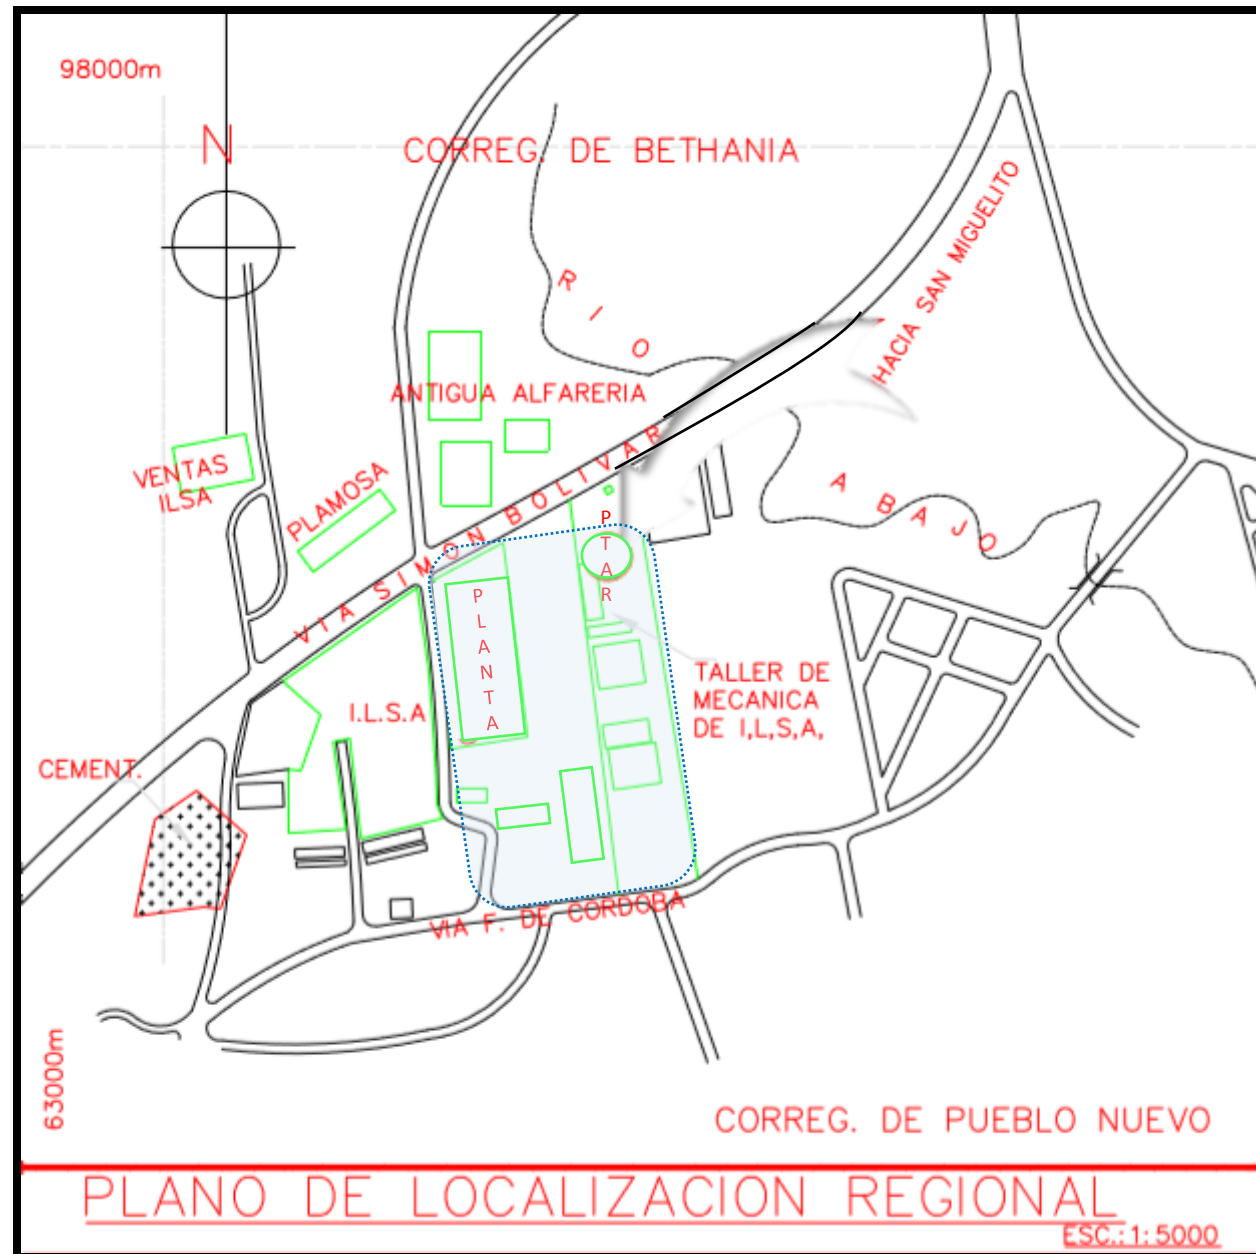 98000m
N
CORREG. DE BETHANIA
HACIA SAN MIGUELITO
RIO
ANTIGUA ALFARERIA
VENTAS
ILSA
PLAMOSA
VIA SIMON BOLIVAR
ABAJO
PTAR
PLANTA
TALLER DE
MECANICA
DE I,L,S,A,
I.L.S.A
CEMENT.
VIA F. DE CORDOBA
63000m
CORREG. DE PUEBLO NUEVO
PLANO DE LOCALIZACION REGIONAL
ESC.: 1: 5000